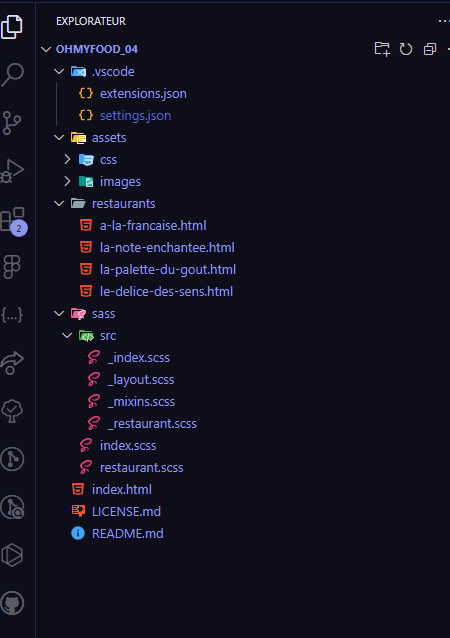 EXPLORATEUR
OHMYFOOD_04
.vscode
extensions.json
settings.json
assets
css
images
restaurants
a-la-francaise.html
la-note-enchantee.html
la-palette-du-gout.html
le-delice-des-sens.html
sass
src
_index.scss
_layout.scss
_mixins.scss
_restaurant.scss
index.scss
restaurant.scss
index.html
LICENSE.md
README.md
2